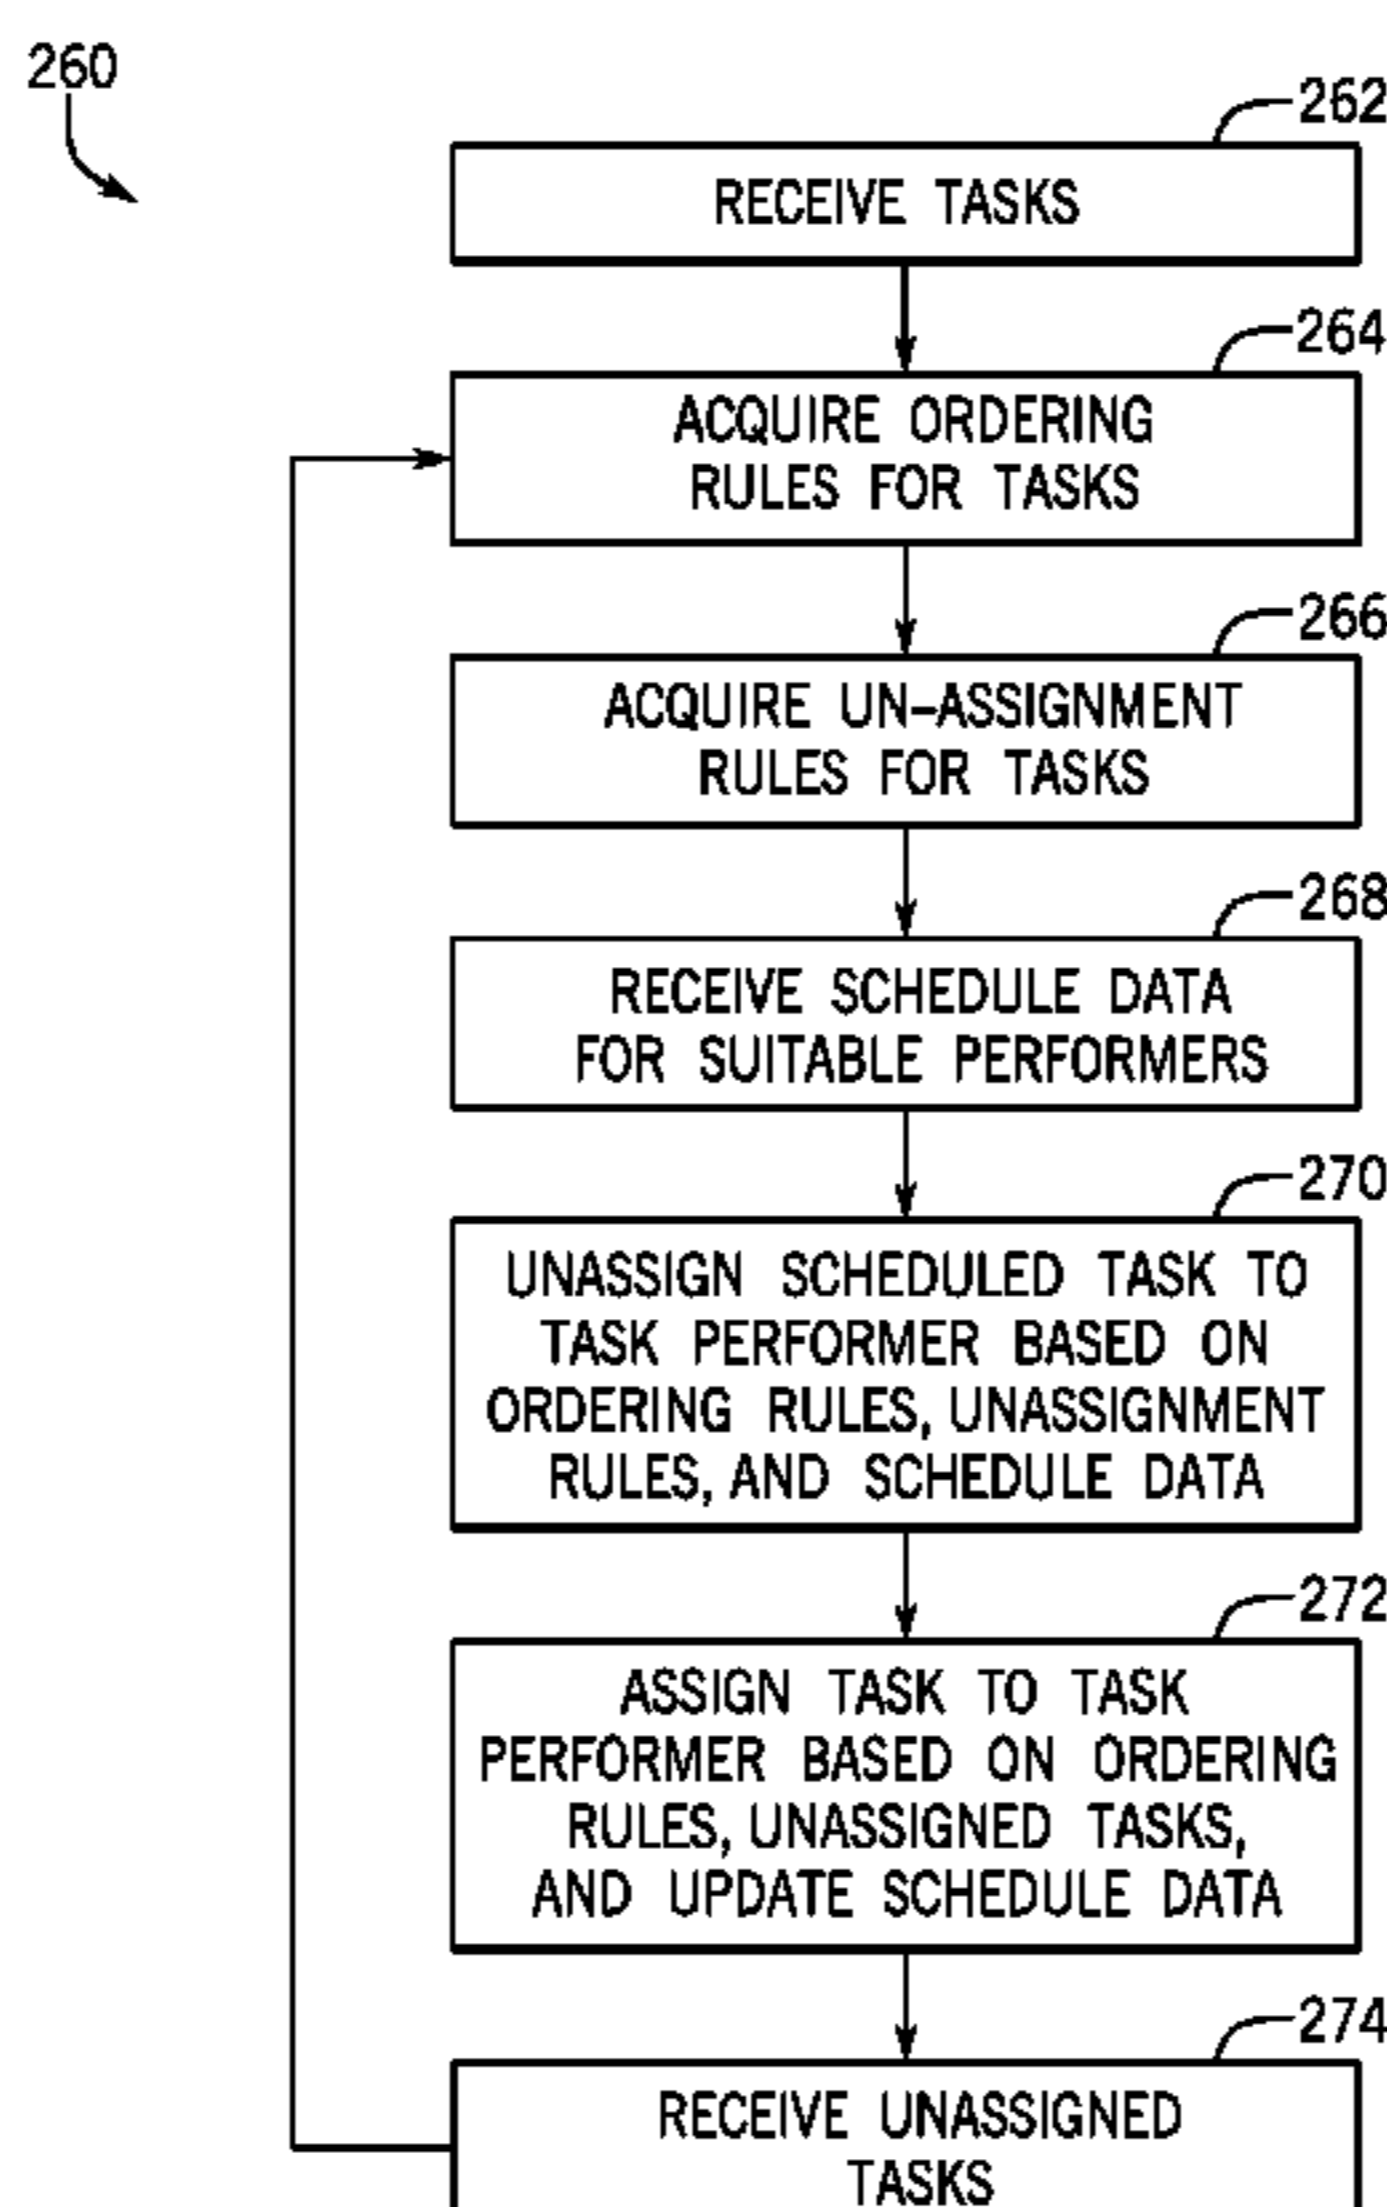 260
262
RECEIVE TASKS
264
ACQUIRE ORDERING
RULES FOR TASKS
266
ACQUIRE UN-ASSIGNMENT
RULES FOR TASKS
268
RECEIVE SCHEDULE DATA
FOR SUITABLE PERFORMERS
270
UNASSIGN SCHEDULED TASK TO
TASK PERFORMER BASED ON
ORDERING RULES, UNASSIGNMENT
RULES, AND SCHEDULE DATA
272
ASSIGN TASK TO TASK
PERFORMER BASED ON ORDERING
RULES, UNASSIGNED TASKS,
AND UPDATE SCHEDULE DATA
274
RECEIVE UNASSIGNED
TASKS